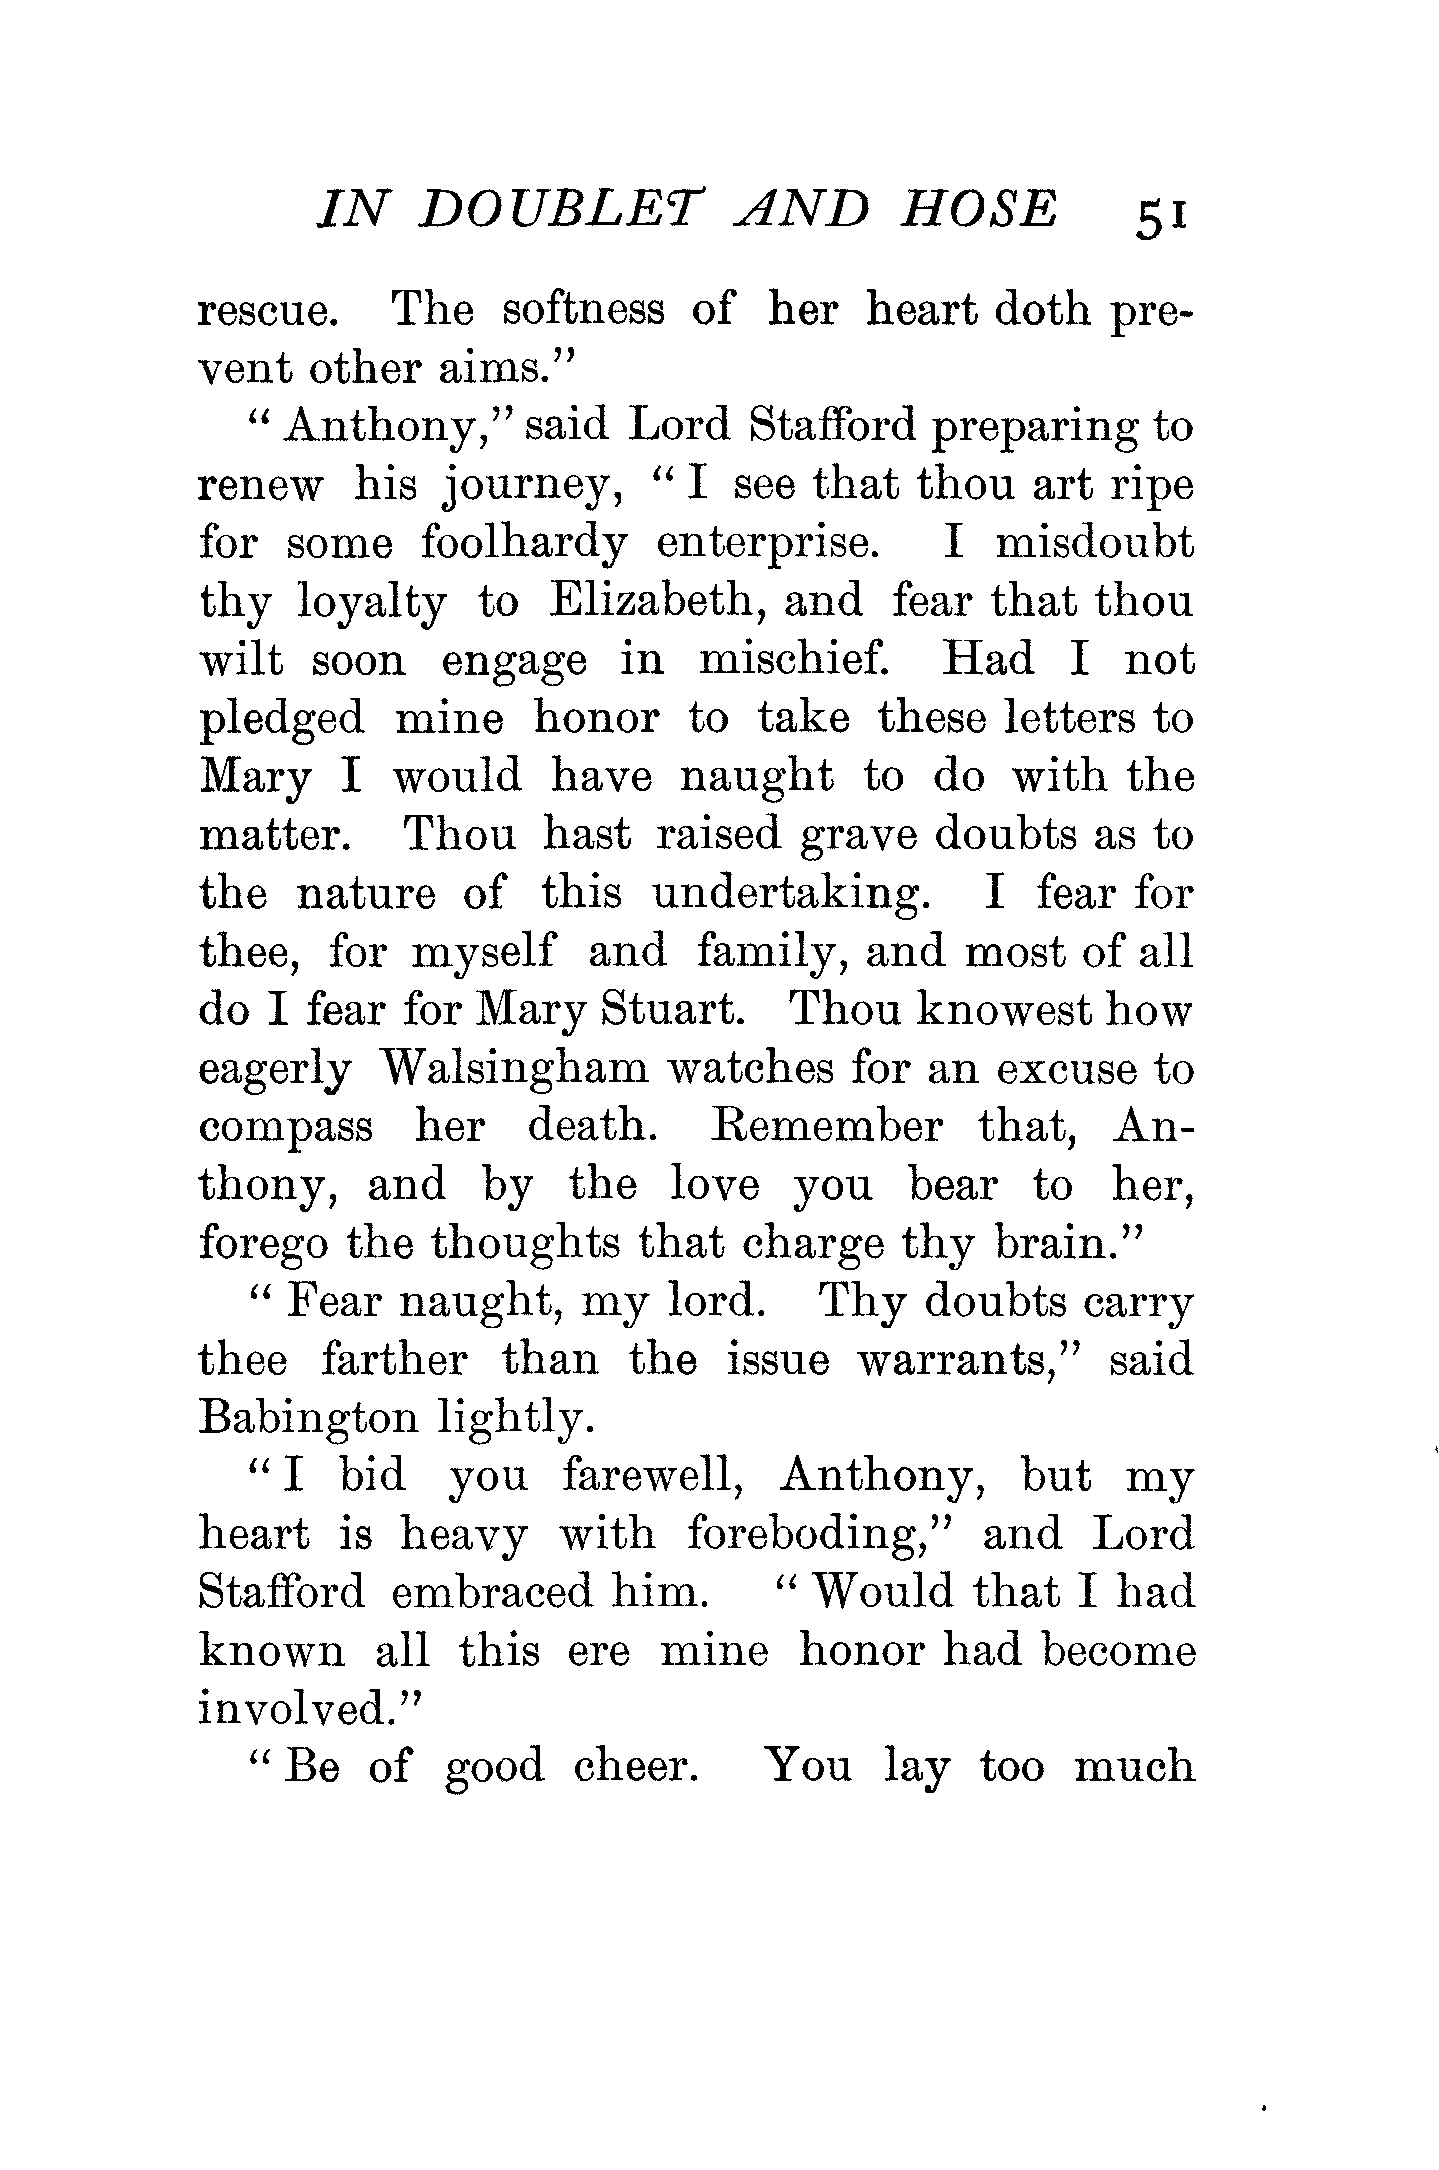 IN DOUBLET AND HOSE 51
rescue. The softness of her heart doth pre-
vent other aims."
"Anthony," said Lord Stafford preparing to
renew his journey, "I see that thou art ripe
for some foolhardy enterprise. I misdoubt
thy loyalty to Elizabeth, and fear that thou
wilt soon engage in mischief. Had I not
pledged mine honor to take these letters to
Mary I would have naught to do with the
matter. Thou hast raised grave doubts as to
the nature of this undertaking. I fear for
thee, for myself and family, and most of all
do I fear for Mary Stuart. Thou knowest how
eagerly Walsingham watches for an excuse to
compass her death. Remember that, An-
thony, and by the love you bear to her,
forego the thoughts that charge thy brain."
"Fear naught, my lord. Thy doubts carry
thee farther than the issue warrants," said
Babington lightly.
"I bid you farewell, Anthony, but my
heart is heavy with foreboding," and Lord
Stafford embraced him. "Would that I had
known all this ere mine honor had become
involved."
"Be of good cheer. You lay too much